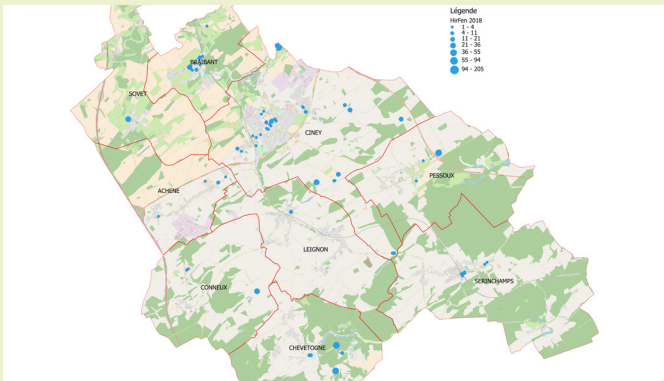 Légende
HirFen 2018
1 - 4
4 - 11
11 - 21
21 - 36
36 - 55
55 - 94
94 - 205
BRAIBANT
SOVET
CINEY
PESSOUX
ACHENE
LEIGNON
SERINCHAMPS
CONNEUX
CHEVETOGNE